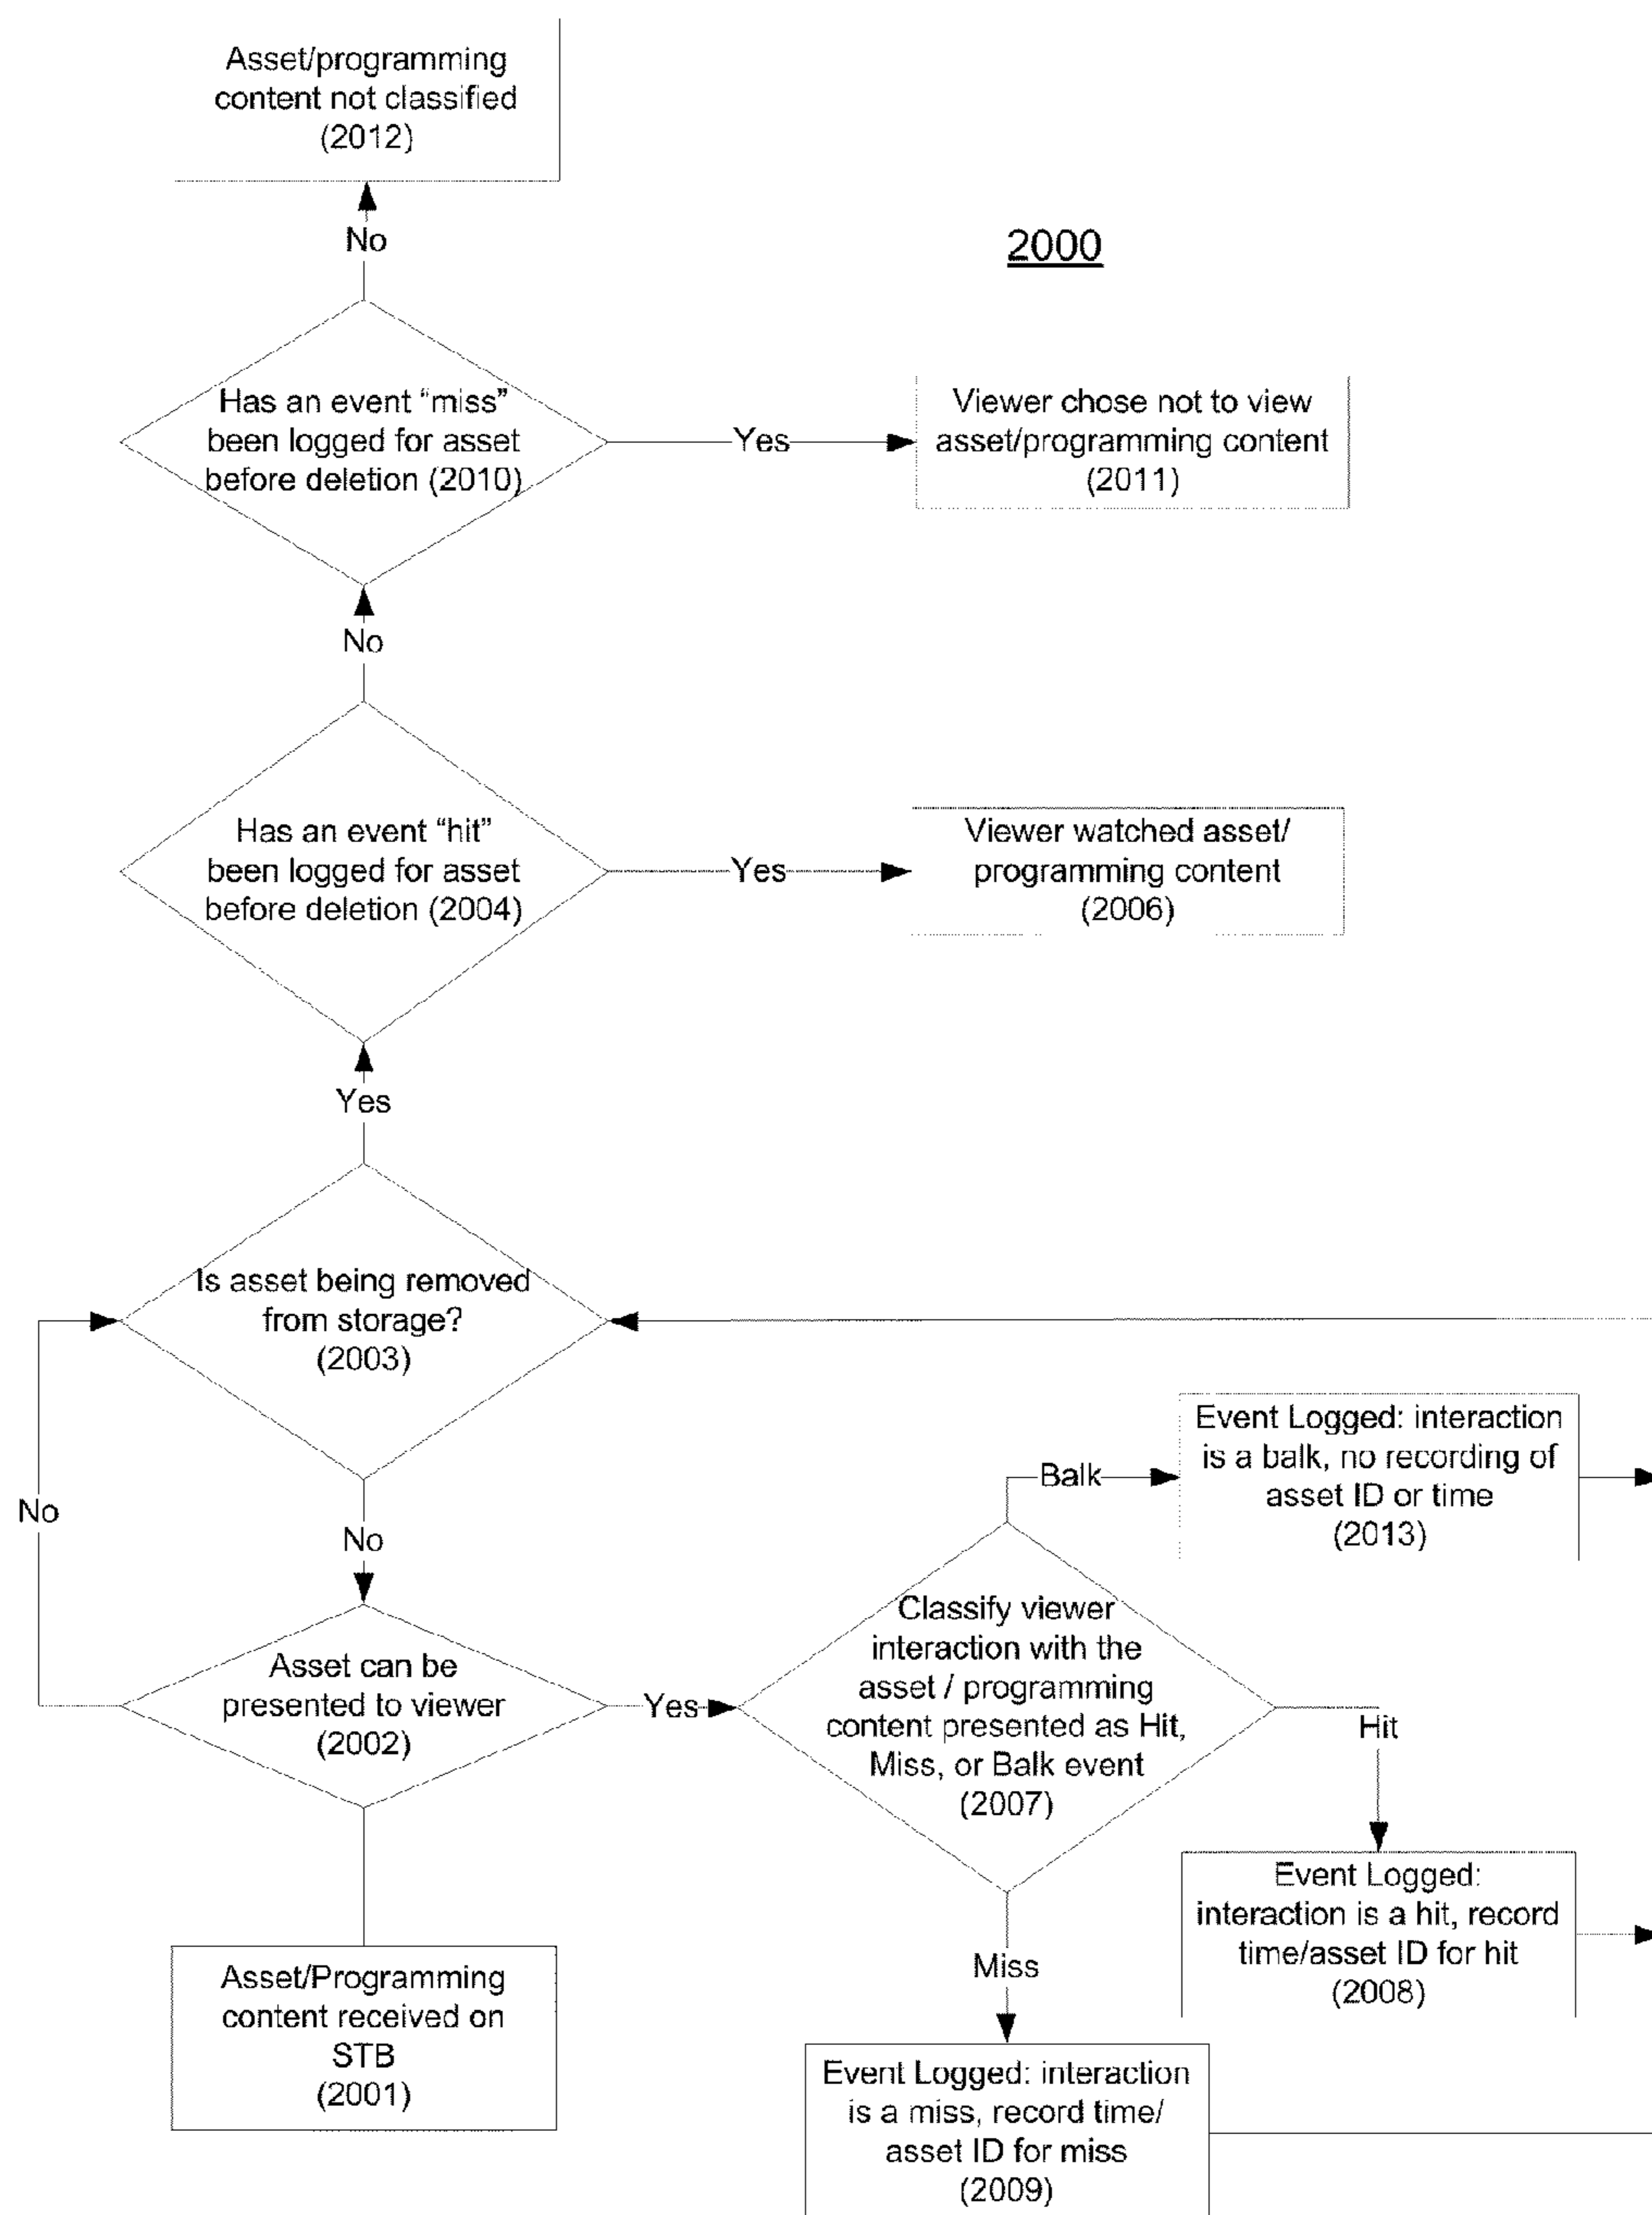 Asset/programming
content not classified
(2012)
No
2000
Has an event “miss”
been logged for asset
before deletion (2010)
Yes
Viewer chose not to view
asset/programming content
(2011)
No
Has an event “hit”
been logged for asset
before deletion (2004)
Yes
Viewer watched asset/
programming content
(2006)
Yes
Is asset being removed
from storage?
(2003)
No
No
Asset can be
presented to viewer
(2002)
Yes
Classify viewer
interaction with the
asset / programming
content presented as Hit,
Miss, or Balk event
(2007)
Balk
Event Logged: interaction
is a balk, no recording of
asset ID or time
(2013)
Hit
Event Logged:
interaction is a hit, record
time/asset ID for hit
(2008)
Miss
Event Logged: interaction
is a miss, record time/
asset ID for miss
(2009)
Asset/Programming
content received on
STB
(2001)